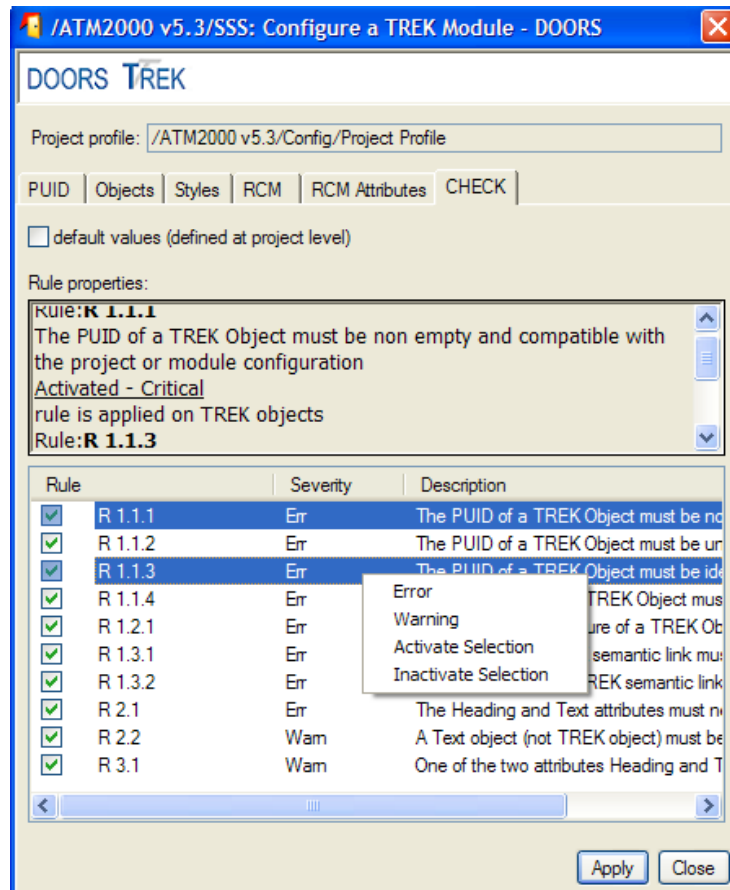 /ATM2000 v5.3/SSS: Configure a TREK Module - DOORS
DOORS TREK
Project profile: /ATM2000 v5.3/Config/Project Profile
PUID Objects Styles RCM RCM Attributes CHECK
default values (defined at project level)
Rule properties:
Rule:R 1.1.1
The PUID of a TREK Object must be non empty and compatible with
the project or module configuration
Activated - Critical
rule is applied on TREK objects
Rule:R 1.1.3
Rule Severity Description
R 1.1.1 Err The PUID of a TREK Object must be
R 1.1.2 Err The PUID of a TREK Object must be
R 1.1.3 Err The PUID of a TREK Object must be
Error
R 1.1.4 Err TREK Object
Warning
R 1.2.1 Err of a TREK
Activate Selection
R 1.3.1 Err semantic link
Inactivate Selection
R 1.3.2 Err semantic link
R 2.1 Err The Heading and Text attributes must
R 2.2 Warn A Text object (not TREK object) must be
R 3.1 Warn One of the two attributes Heading and T
Apply Close